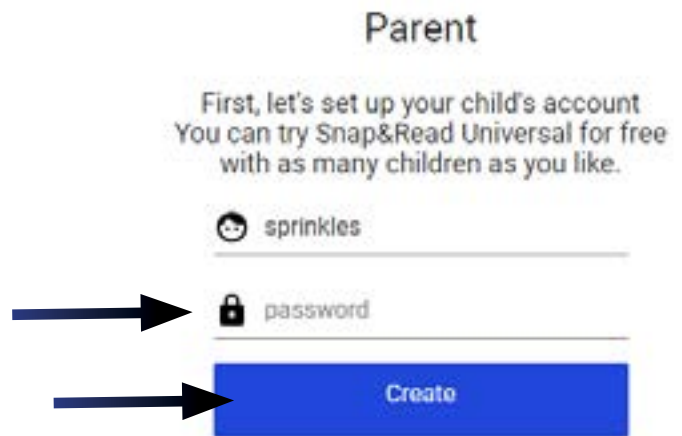 Parent
First, let's set up your child's account
You can try Snap&Read Universal for free
with as many children as you like.
sprinkles
password
Create